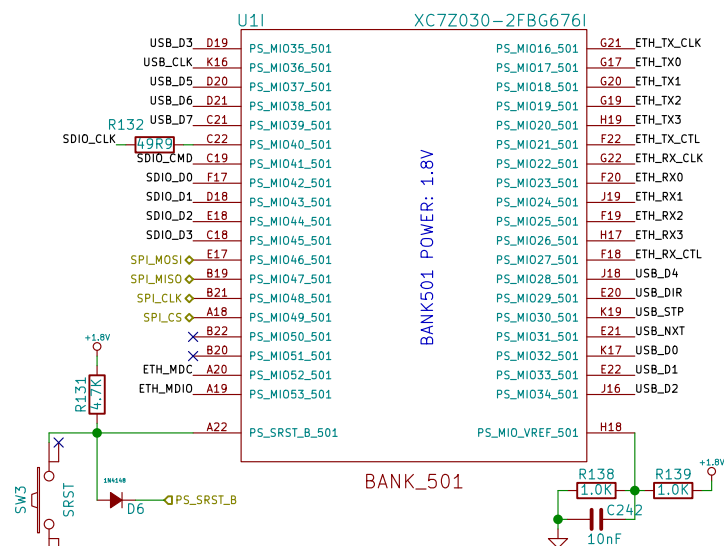 U1I XC7Z030-2FBG676I
USB_D3 D19 PS_MIO35_501 PS_MIO16_501 G21 ETH_TX_CLK
USB_CLK K16 PS_MIO36_501 PS_MIO17_501 G17 ETH_TX0
USB_D5 D20 PS_MIO37_501 PS_MIO18_501 G20 ETH_TX1
USB_D6 D21 PS_MIO38_501 PS_MIO19_501 G19 ETH_TX2
USB_D7 C21 PS_MIO39_501 PS_MIO20_501 H19 ETH_TX3
R132
SDIO_CLK 49R9 C22 PS_MIO40_501 PS_MIO21_501 F22 ETH_TX_CTL
SDIO_CMD C19 PS_MIO41_501 PS_MIO22_501 G22 ETH_RX_CLK
SDIO_D0 F17 PS_MIO42_501 PS_MIO23_501 F20 ETH_RX0
SDIO_D1 D18 PS_MIO43_501 PS_MIO24_501 J19 ETH_RX1
SDIO_D2 E18 PS_MIO44_501 PS_MIO25_501 F19 ETH_RX2
SDIO_D3 C18 PS_MIO45_501 PS_MIO26_501 H17 ETH_RX3
SPI_MOSI E17 PS_MIO46_501 PS_MIO27_501 F18 ETH_RX_CTL
SPI_MISO B19 PS_MIO47_501 PS_MIO28_501 J18 USB_D4
SPI_CLK B21 PS_MIO48_501 PS_MIO29_501 E20 USB_DIR
SPI_CS A18 PS_MIO49_501 PS_MIO30_501 K19 USB_STP
B22 PS_MIO50_501 PS_MIO31_501 E21 USB_NXT
B20 PS_MIO51_501 PS_MIO32_501 K17 USB_D0
ETH_MDC A20 PS_MIO52_501 PS_MIO33_501 E22 USB_D1
ETH_MDIO A19 PS_MIO53_501 PS_MIO34_501 J16 USB_D2
BANK501 POWER: 1.8V
+1.8V
R131
4.7K
A22 PS_SRST_B_501 PS_MIO_VREF_501 H18
BANK_501
SW3
SRST
1N4148
D6
PS_SRST_B
R138
1.0K
R139
1.0K
+1.8V
C242
10nF